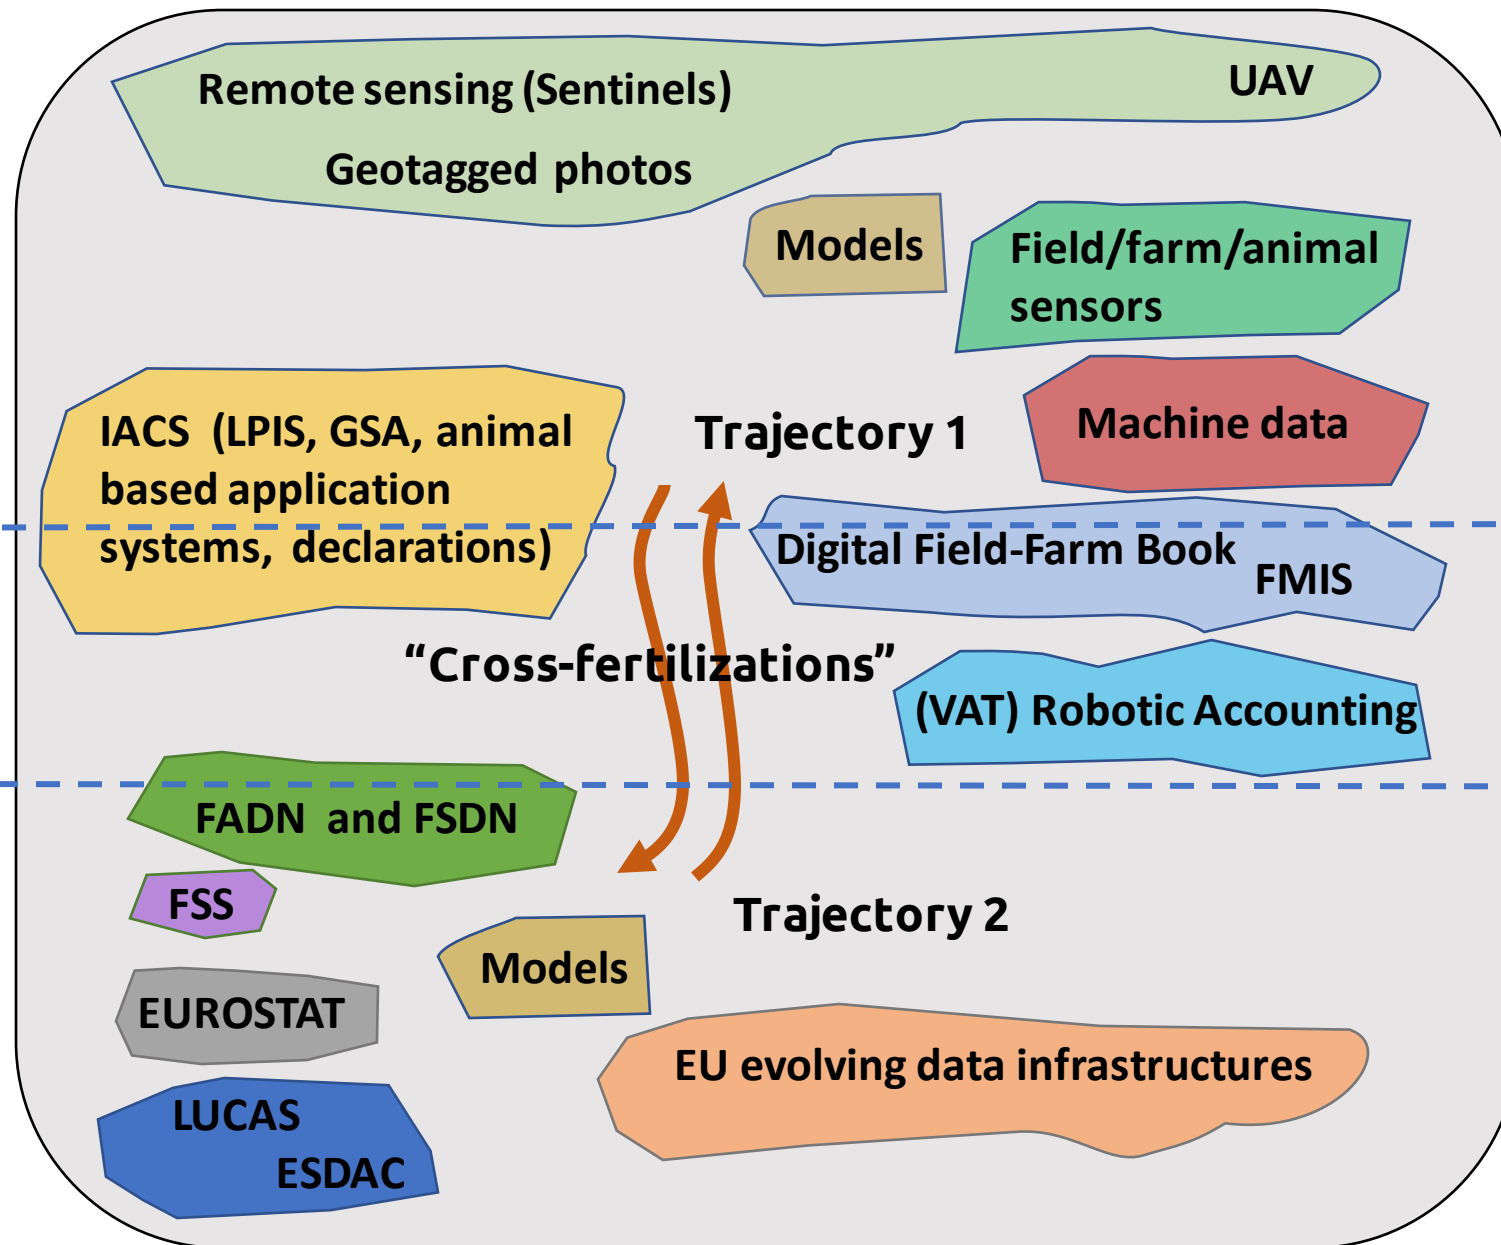 Remote sensing (Sentinels)
UAV
Geotagged photos
Models
Field/farm/animal
sensors
IACS (LPIS, GSA, animal
based application
systems, declarations)
Trajectory 1
Machine data
Digital Field-Farm Book
FMIS
“Cross-fertilizations”
(VAT) Robotic Accounting
FADN and FSDN
FSS
Trajectory 2
Models
EUROSTAT
EU evolving data infrastructures
LUCAS
ESDAC